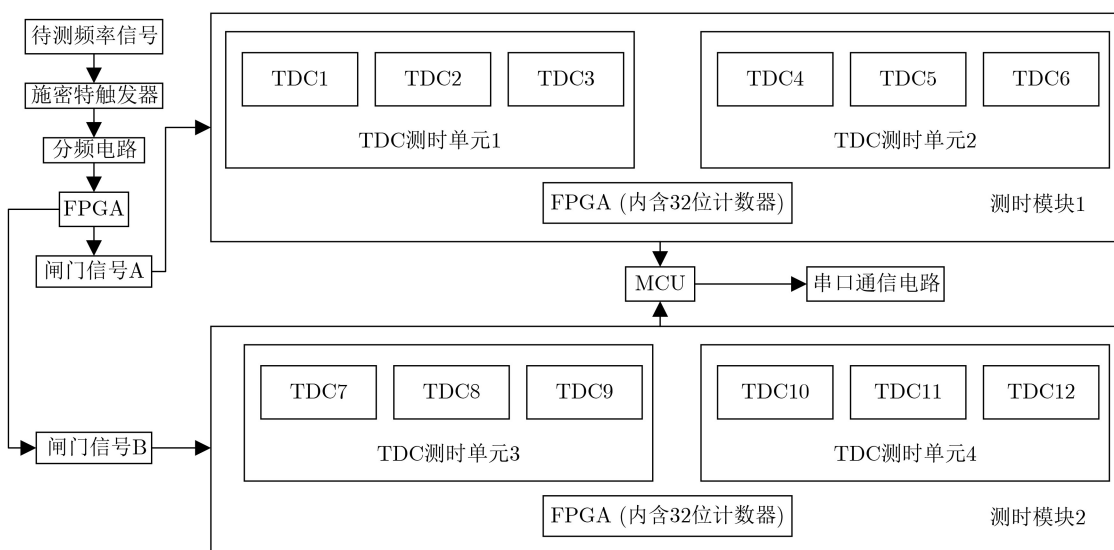 待测频率信号
施密特触发器
分频电路
FPGA
闸门信号A
TDC1
TDC2
TDC3
TDC测时单元1
TDC4
TDC5
TDC6
TDC测时单元2
FPGA (内含32位计数器)
测时模块1
MCU
串口通信电路
闸门信号B
TDC7
TDC8
TDC9
TDC测时单元3
TDC10
TDC11
TDC12
TDC测时单元4
FPGA (内含32位计数器)
测时模块2